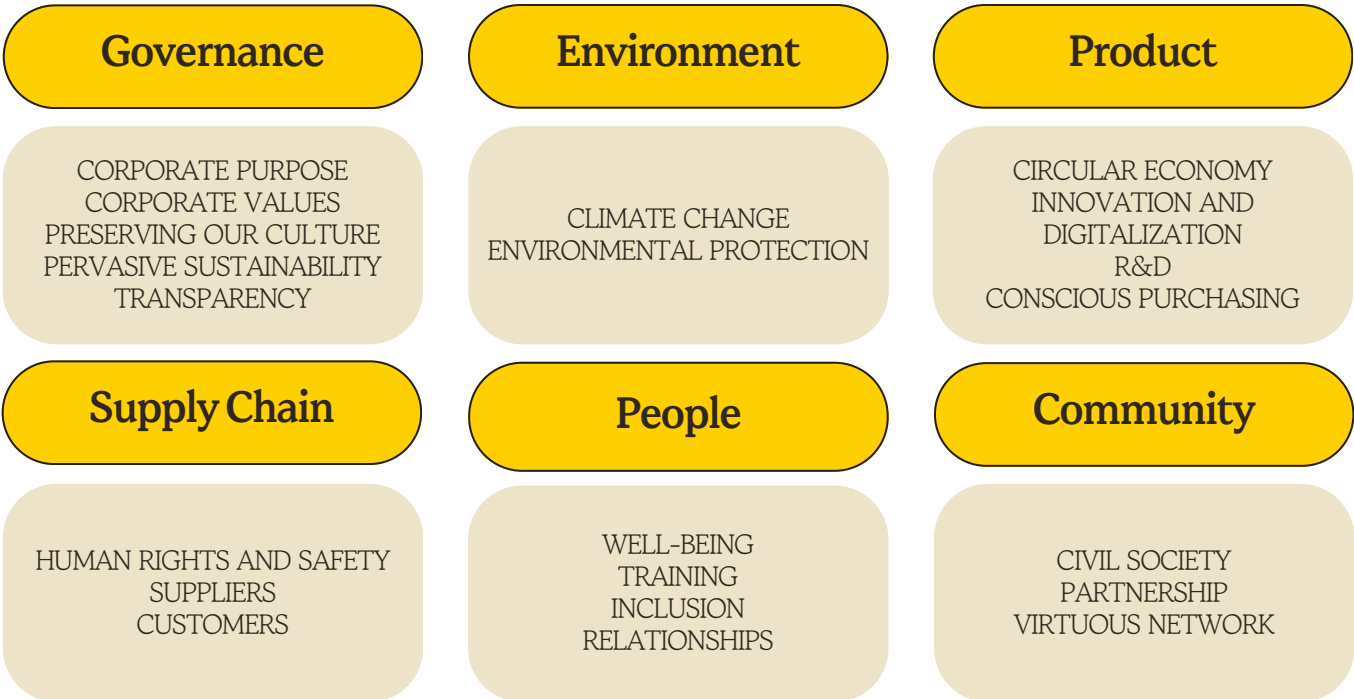 Governance
CORPORATE PURPOSE
CORPORATE VALUES
PRESERVING OUR CULTURE
PERVASIVE SUSTAINABILITY
TRANSPARENCY
Environment
CLIMATE CHANGE
ENVIRONMENTAL PROTECTION
Product
CIRCULAR ECONOMY
INNOVATION AND
DIGITALIZATION
R&D
CONSCIOUS PURCHASING
Supply Chain
HUMAN RIGHTS AND SAFETY
SUPPLIERS
CUSTOMERS
People
WELL-BEING
TRAINING
INCLUSION
RELATIONSHIPS
Community
CIVIL SOCIETY
PARTNERSHIP
VIRTUOUS NETWORK